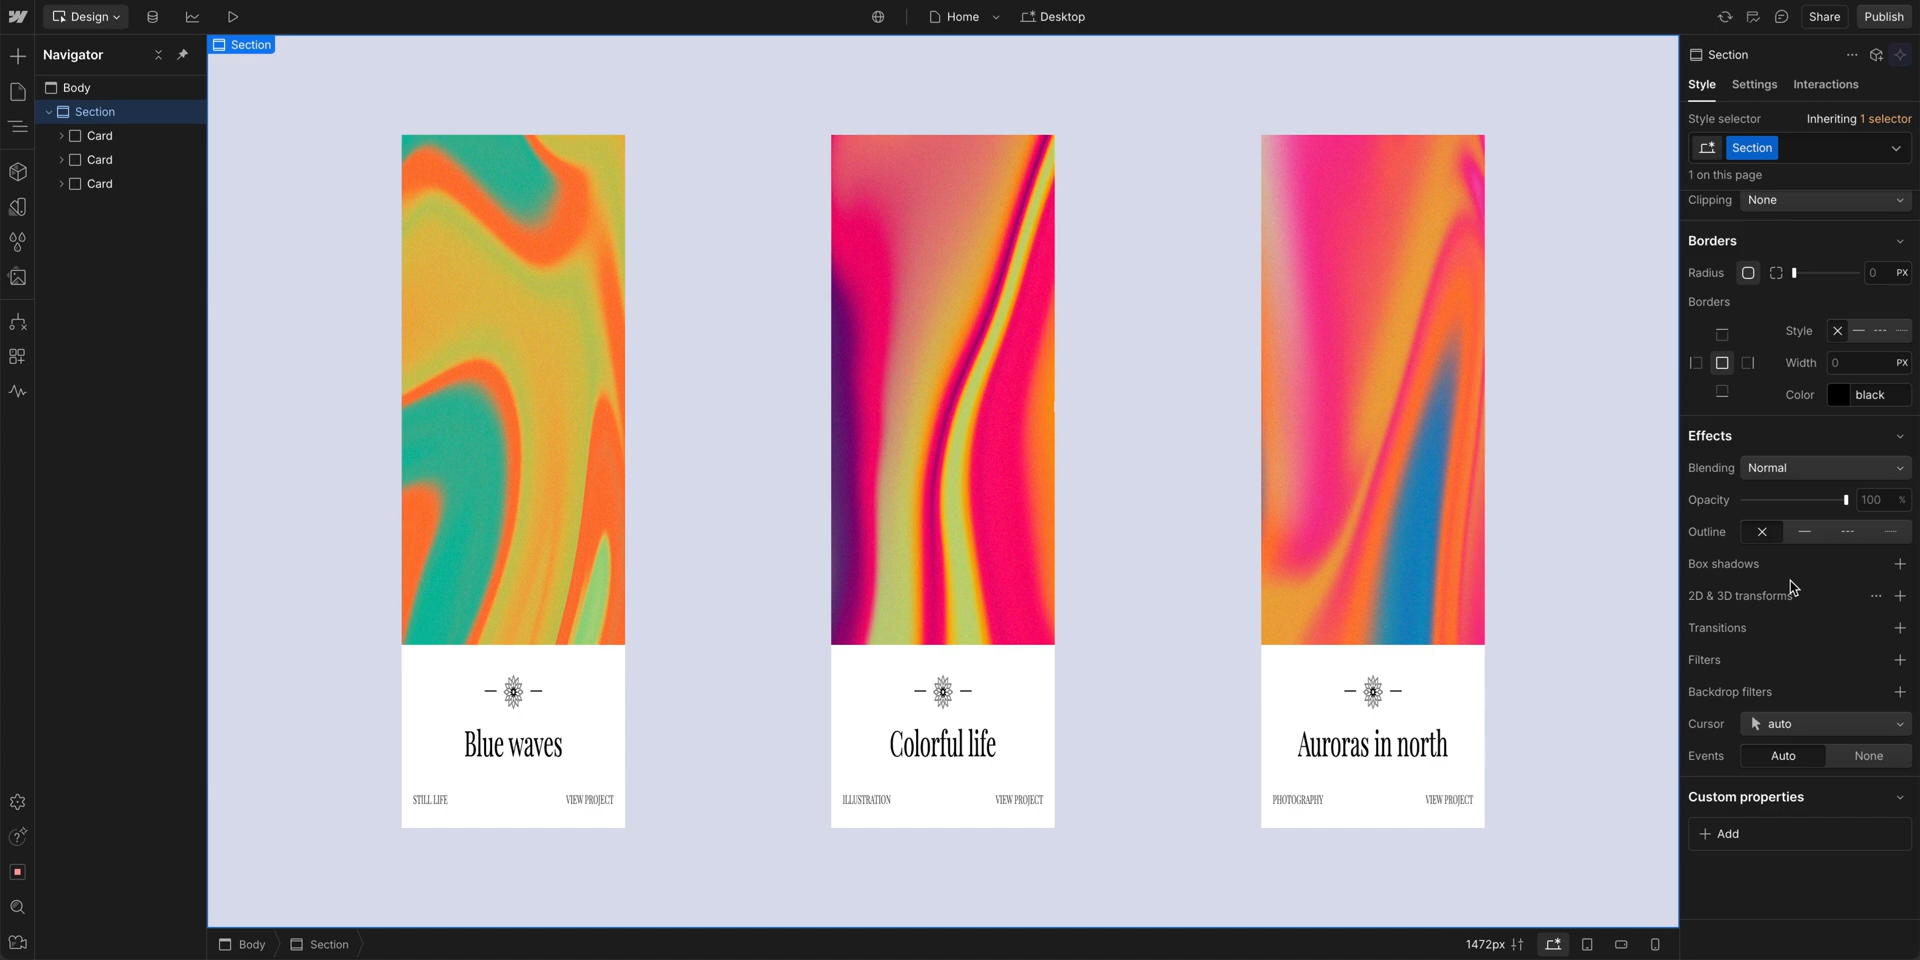 Design
Home
Desktop
Share
Publish
Navigator
Body
Section
Card
Card
Card
Section
Blue waves
STILL LIFE
VIEW PROJECT
Colorful life
ILLUSTRATION
VIEW PROJECT
Auroras in north
PHOTOGRAPHY
VIEW PROJECT
Body
Section
1472px
Section
Style
Settings
Interactions
Style selector
Inheriting 1 selector
Section
1 on this page
Clipping
None
Borders
Radius
0
PX
Borders
Style
Width
0
PX
Color
black
Effects
Blending
Normal
Opacity
100
%
Outline
Box shadows
2D & 3D transforms
Transitions
Filters
Backdrop filters
Cursor
auto
Events
Auto
None
Custom properties
Add